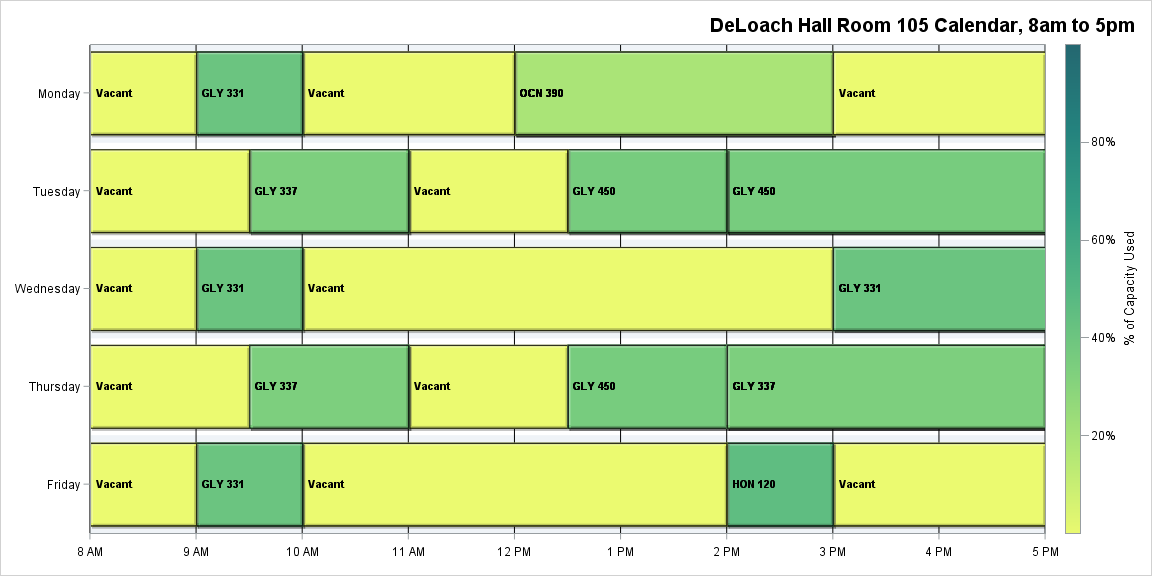 DeLoach Hall Room 105 Calendar, 8am to 5pm
Monday
Vacant
GLY 331
Vacant
OCN 390
Vacant
Tuesday
Vacant
GLY 337
Vacant
GLY 450
GLY 450
Wednesday
Vacant
GLY 331
Vacant
GLY 331
Thursday
Vacant
GLY 337
Vacant
GLY 450
GLY 337
Friday
Vacant
GLY 331
Vacant
HON 120
Vacant
8 AM
9 AM
10 AM
11 AM
12 PM
1 PM
2 PM
3 PM
4 PM
5 PM
80%
60%
40%
20%
% of Capacity Used